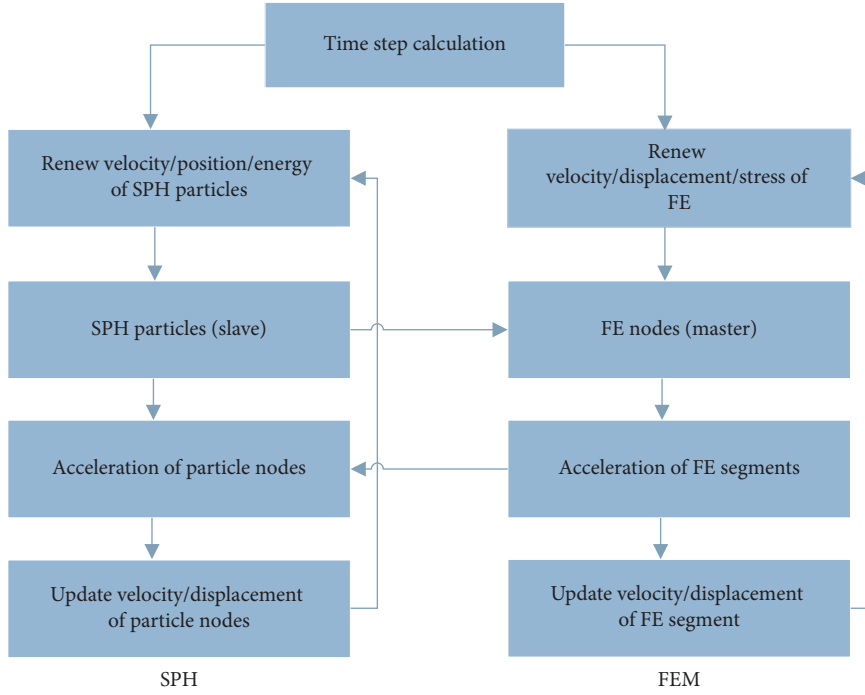 Time step calculation
Renew velocity/position/energy
of SPH particles
Renew
velocity/displacement/stress of
FE
SPH particles (slave)
FE nodes (master)
Acceleration of particle nodes
Acceleration of FE segments
Update velocity/displacement
of particle nodes
Update velocity/displacement
of FE segment
SPH
FEM